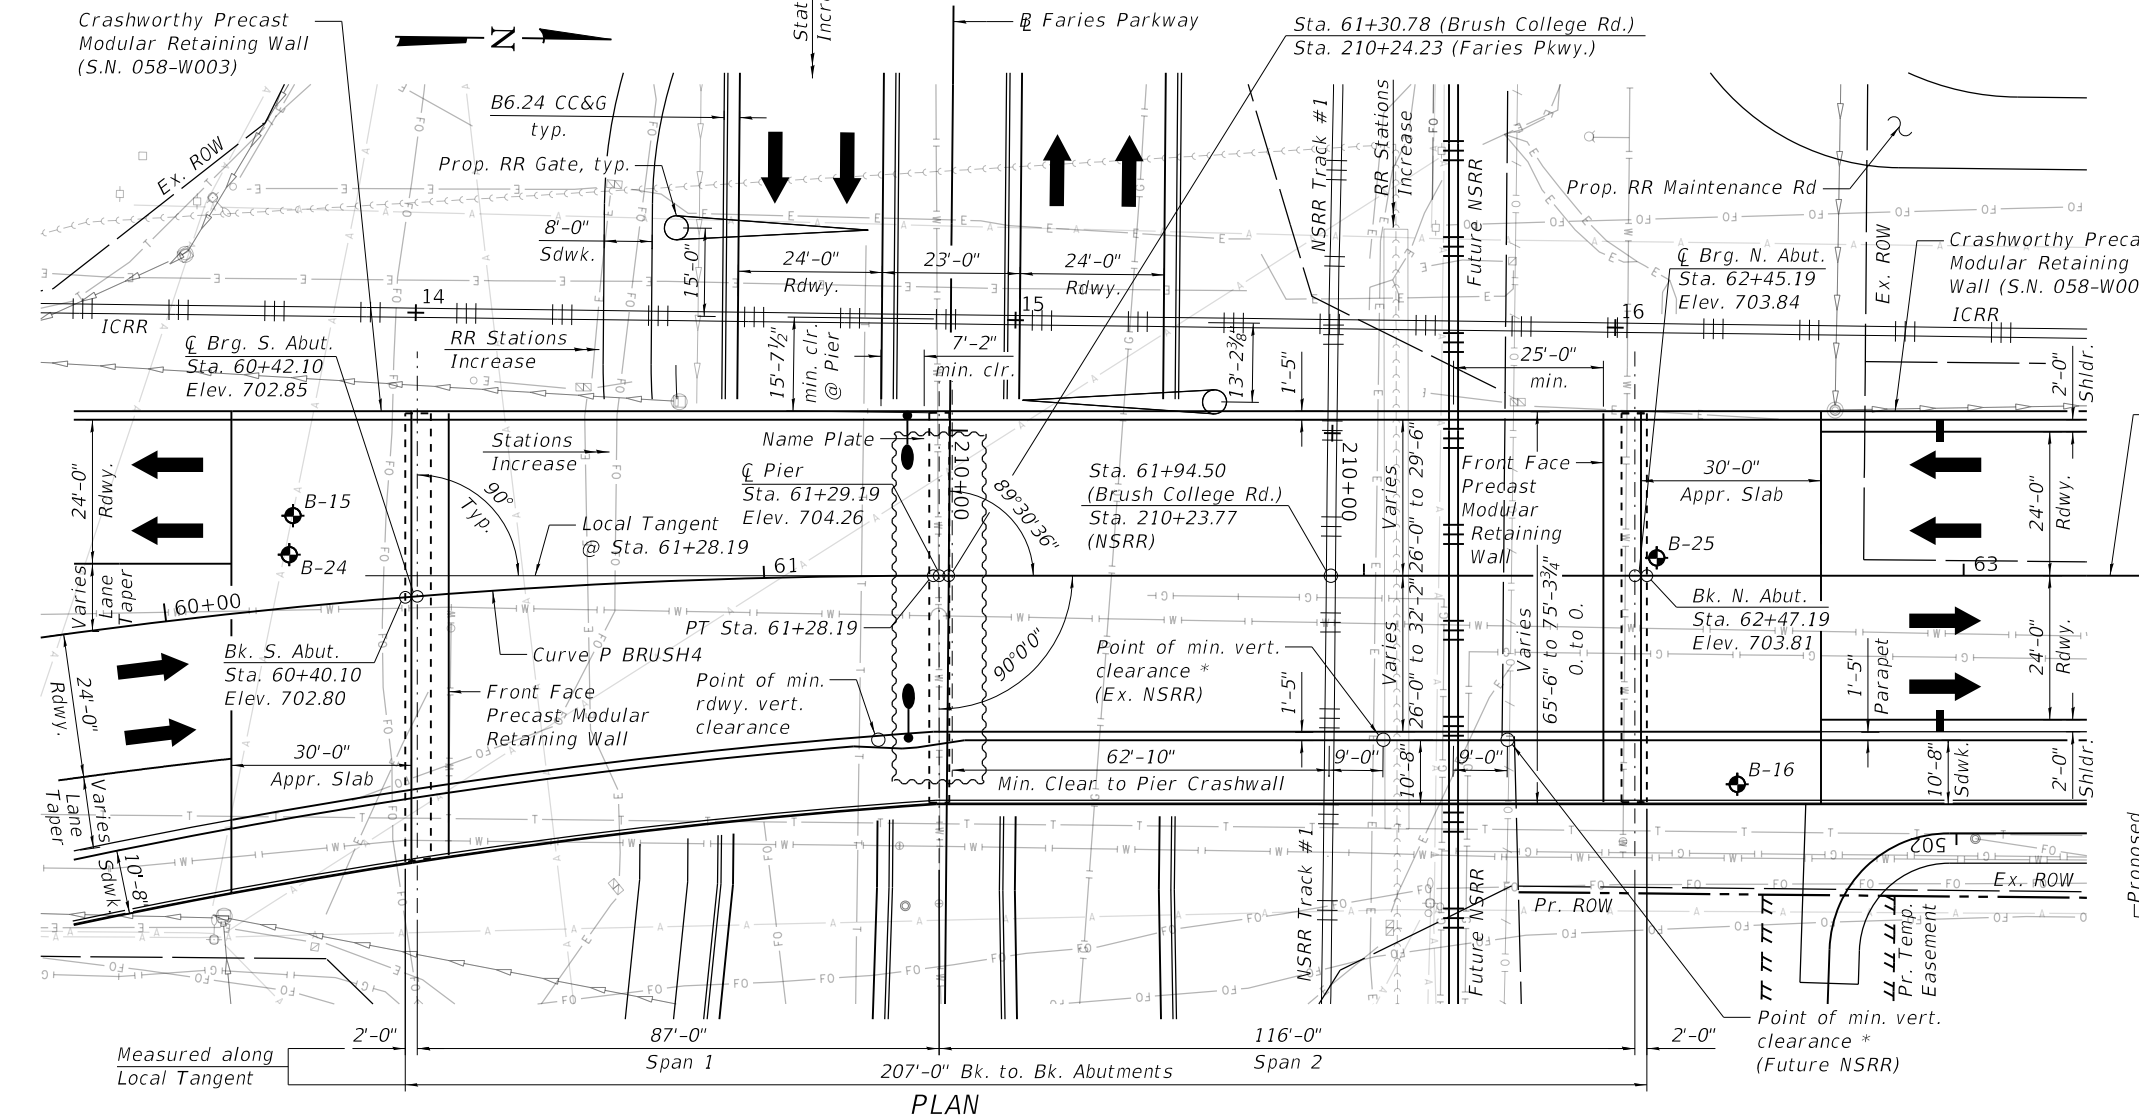 Crashworthy Precast
Modular Retaining Wall
(S.N. 058-W003)
N
℄ Faries Parkway
Sta. 61+30.78 (Brush College Rd.)
Sta. 210+24.23 (Faries Pkwy.)
B6.24 CC&G
typ.
Prop. RR Gate, typ.
Ex. ROW
8'-0"
Sdwk.
15'-0"
24'-0"
Rdwy.
23'-0"
24'-0"
Rdwy.
NSRR Track #1
RR Stations
Increase
Future NSRR
Prop. RR Maintenance Rd
Ex. ROW
℄ Brg. N. Abut.
Sta. 62+45.19
Elev. 703.84
Crashworthy Preca
Modular Retaining
Wall (S.N. 058-W00
ICRR
14
15
16
ICRR
℄ Brg. S. Abut.
Sta. 60+42.10
Elev. 702.85
RR Stations
Increase
15'-7½"
min. clr.
@ Pier
7'-2"
min. clr.
13'-2⅜"
1'-5"
25'-0"
min.
2'-0"
Shldr.
24'-0"
Rdwy.
Stations
Increase
Name Plate
210+00
℄ Pier
Sta. 61+29.19
Elev. 704.26
89°30'36"
Sta. 61+94.50
(Brush College Rd.)
Sta. 210+23.77
(NSRR)
210+00
Varies
26'-0" to 29'-6"
Front Face
Precast
Modular
Retaining
Wall
30'-0"
Appr. Slab
24'-0"
Rdwy.
B-15
B-24
90°
Typ.
Local Tangent
@ Sta. 61+28.19
B-25
Varies
Lane
Taper
60+00
61
63
Bk. N. Abut.
Sta. 62+47.19
Elev. 703.81
PT Sta. 61+28.19
Curve P BRUSH4
90°0'0"
Point of min. vert.
clearance *
(Ex. NSRR)
Varies
26'-0" to 32'-2"
Varies
65'-6" to 75'-3¾"
O. to O.
1'-5"
Parapet
24'-0"
Rdwy.
Bk. S. Abut.
Sta. 60+40.10
Elev. 702.80
24'-0"
Rdwy.
Front Face
Precast Modular
Retaining Wall
Point of min.
rdwy. vert.
clearance
1'-5"
30'-0"
Appr. Slab
62'-10"
Min. Clear to Pier Crashwall
9'-0"
10'-8"
9'-0"
B-16
10'-8"
Sdwk.
2'-0"
Shldr.
Varies
Lane
Taper
10'-8"
Sdwk.
NSRR Track #1
Future NSRR
Pr. ROW
502
Ex. ROW
Pr. Temp.
Easement
Proposed
Point of min. vert.
clearance *
(Future NSRR)
2'-0"
87'-0"
Span 1
116'-0"
Span 2
2'-0"
Measured along
Local Tangent
207'-0" Bk. to. Bk. Abutments
PLAN